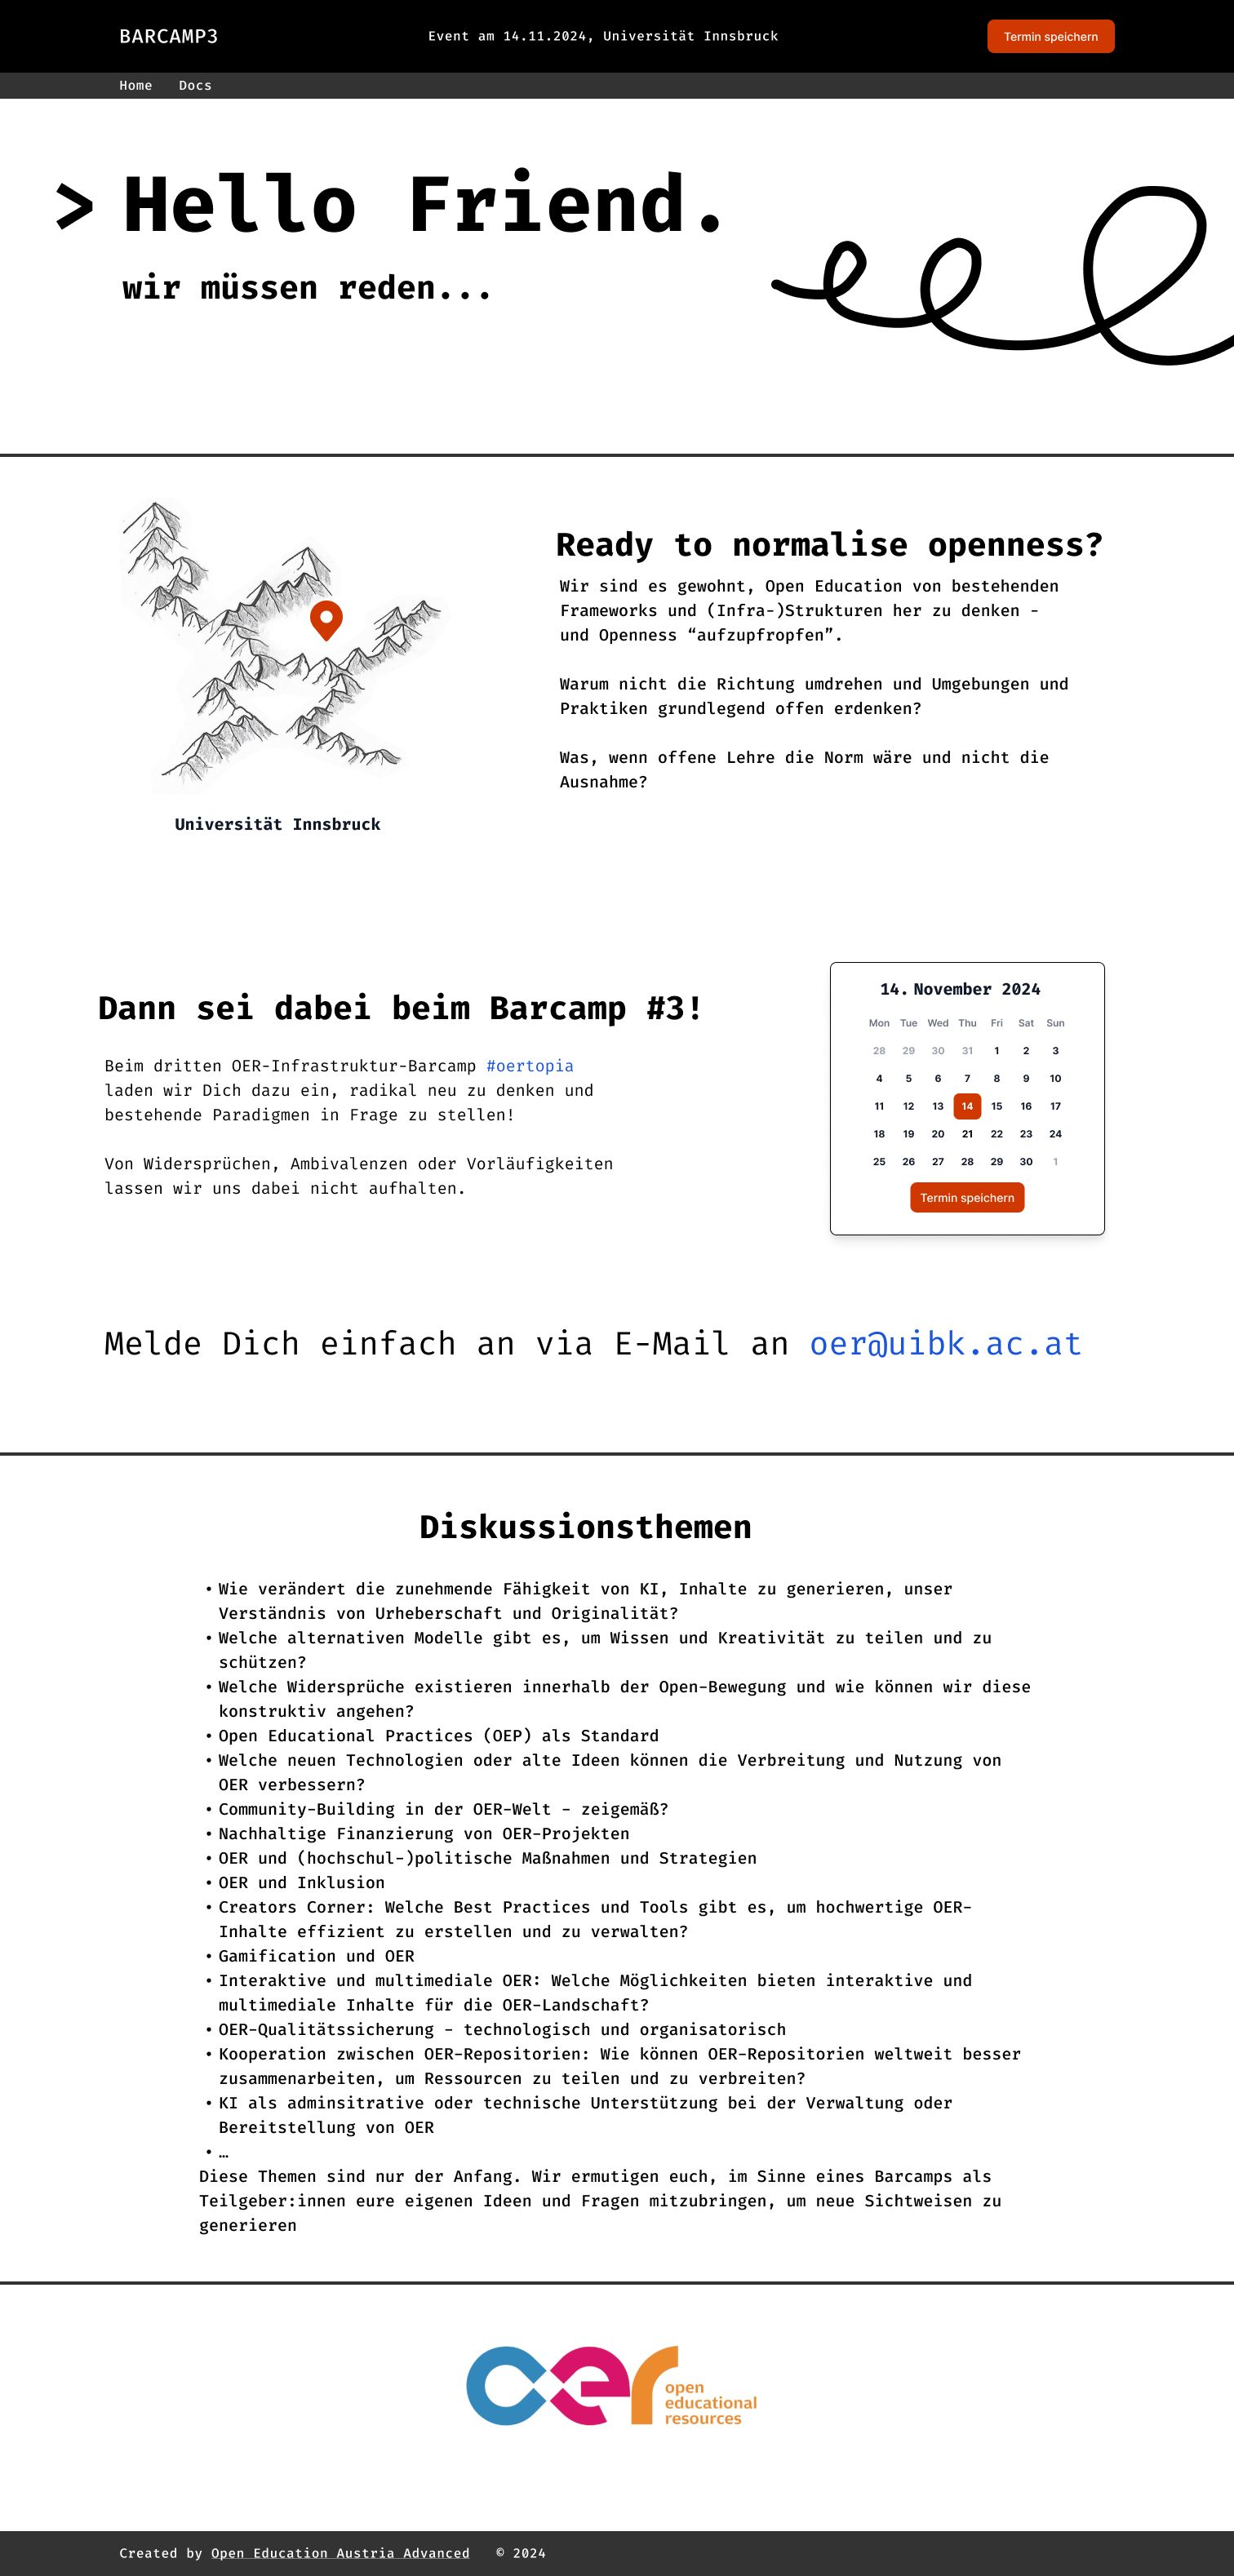 BARCAMP3
Event am 14.11.2024, Universität Innsbruck
Termin speichern
Home Docs
> Hello Friend.
wir müssen reden...
Ready to normalise openness?
Wir sind es gewohnt, Open Education von bestehenden
Frameworks und (Infra-)Strukturen her zu denken -
und Openness “aufzupfropfen”.
Warum nicht die Richtung umdrehen und Umgebungen und
Praktiken grundlegend offen erdenken?
Was, wenn offene Lehre die Norm wäre und nicht die
Ausnahme?
Universität Innsbruck
Dann sei dabei beim Barcamp #3!
Beim dritten OER-Infrastruktur-Barcamp #oertopia
laden wir Dich dazu ein, radikal neu zu denken und
bestehende Paradigmen in Frage zu stellen!
Von Widersprüchen, Ambivalenzen oder Vorläufigkeiten
lassen wir uns dabei nicht aufhalten.
14. November 2024
Mon Tue Wed Thu Fri Sat Sun
28 29 30 31 1 2 3
4 5 6 7 8 9 10
11 12 13 14 15 16 17
18 19 20 21 22 23 24
25 26 27 28 29 30 1
Termin speichern
Melde Dich einfach an via E-Mail an oer@uibk.ac.at
Diskussionsthemen
• Wie verändert die zunehmende Fähigkeit von KI, Inhalte zu generieren, unser
Verständnis von Urheberschaft und Originalität?
• Welche alternativen Modelle gibt es, um Wissen und Kreativität zu teilen und zu
schützen?
• Welche Widersprüche existieren innerhalb der Open-Bewegung und wie können wir diese
konstruktiv angehen?
• Open Educational Practices (OEP) als Standard
• Welche neuen Technologien oder alte Ideen können die Verbreitung und Nutzung von
OER verbessern?
• Community-Building in der OER-Welt - zeigemäß?
• Nachhaltige Finanzierung von OER-Projekten
• OER und (hochschul-)politische Maßnahmen und Strategien
• OER und Inklusion
• Creators Corner: Welche Best Practices und Tools gibt es, um hochwertige OER-
Inhalte effizient zu erstellen und zu verwalten?
• Gamification und OER
• Interaktive und multimediale OER: Welche Möglichkeiten bieten interaktive und
multimediale Inhalte für die OER-Landschaft?
• OER-Qualitätssicherung - technologisch und organisatorisch
• Kooperation zwischen OER-Repositorien: Wie können OER-Repositorien weltweit besser
zusammenarbeiten, um Ressourcen zu teilen und zu verbreiten?
• KI als adminsitrative oder technische Unterstützung bei der Verwaltung oder
Bereitstellung von OER
• …
Diese Themen sind nur der Anfang. Wir ermutigen euch, im Sinne eines Barcamps als
Teilgeber:innen eure eigenen Ideen und Fragen mitzubringen, um neue Sichtweisen zu
generieren
oer
open
educational
resources
Created by Open Education Austria Advanced © 2024